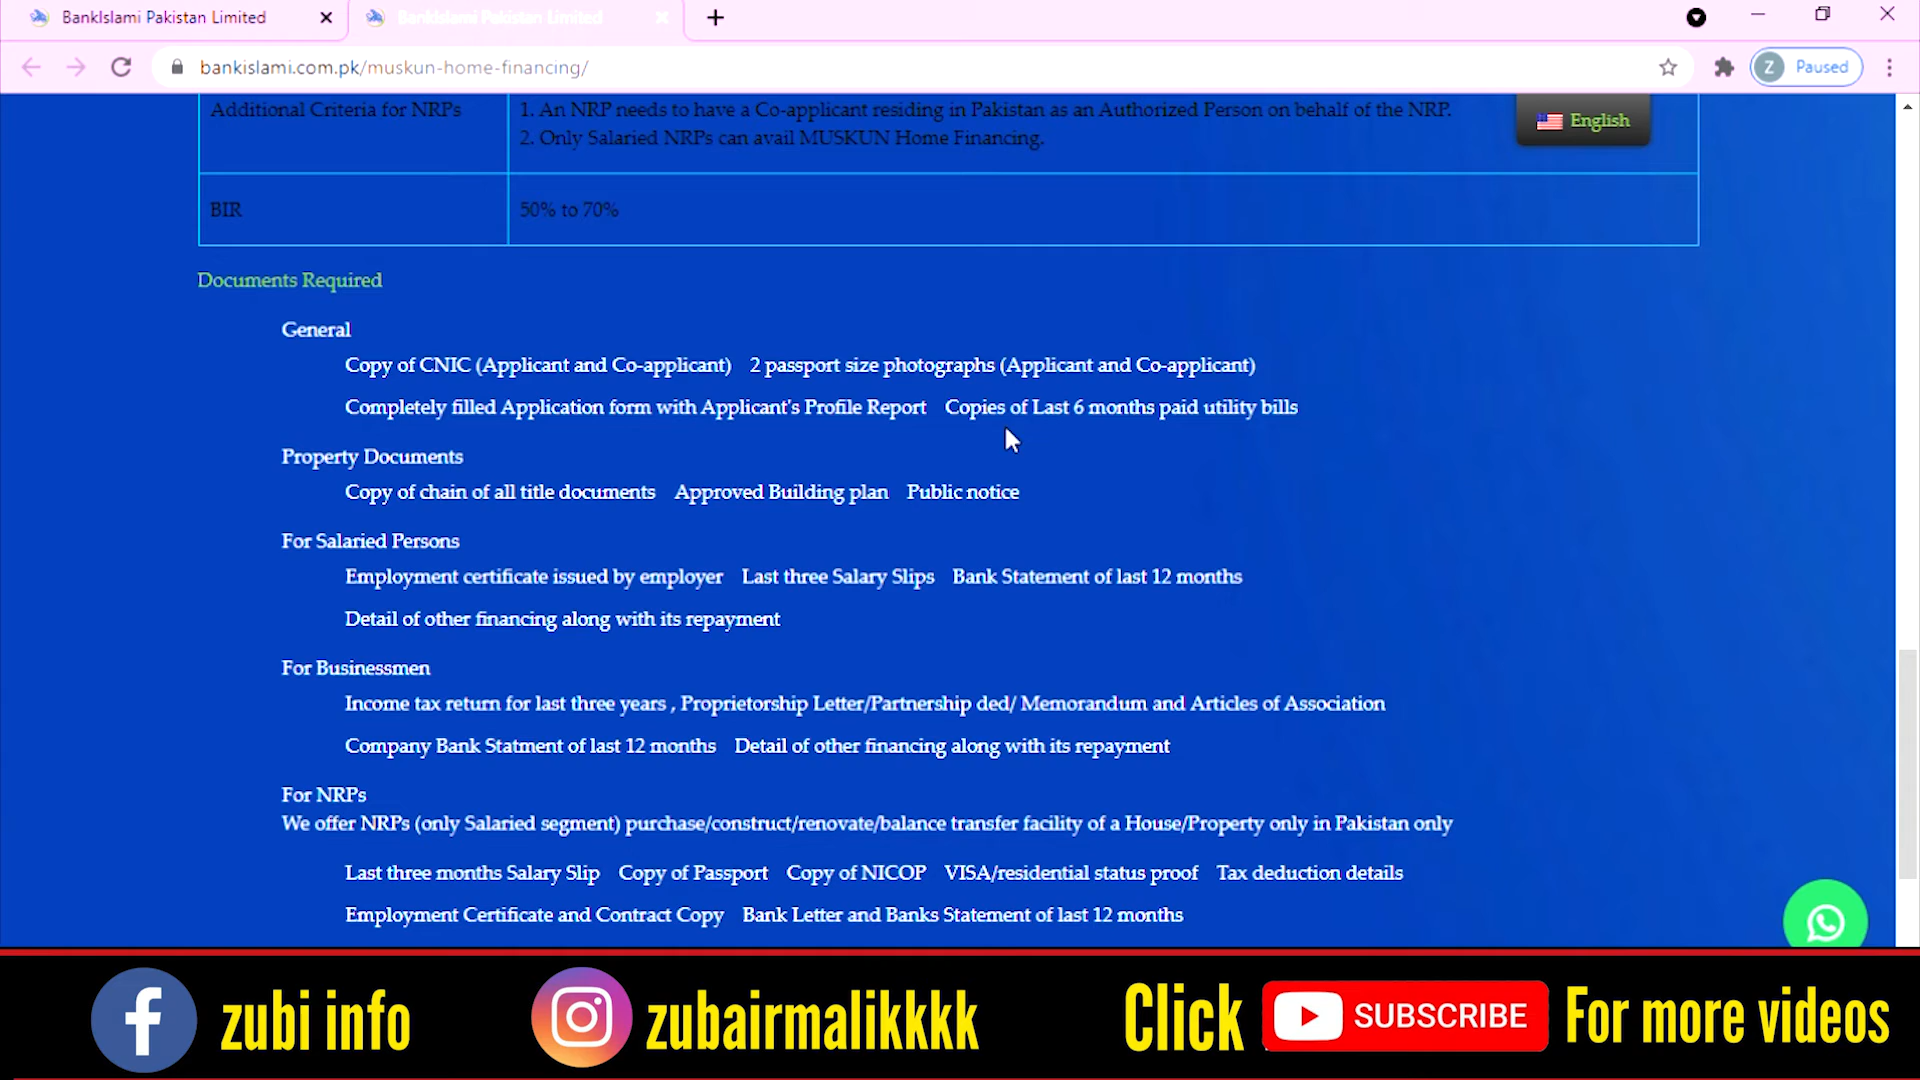 BankIslami Pakistan Limited
BankIslami Pakistan Limited
bankislami.com.pk/muskun-home-financing/
Z Paused
Additional Criteria for NRPs
1. An NRP needs to have a Co-applicant residing in Pakistan as an Authorized Person on behalf of the NRP.
2. Only Salaried NRPs can avail MUSKUN Home Financing.
English
BIR
50% to 70%
Documents Required
General
Copy of CNIC (Applicant and Co-applicant) 2 passport size photographs (Applicant and Co-applicant)
Completely filled Application form with Applicant's Profile Report Copies of Last 6 months paid utility bills
Property Documents
Copy of chain of all title documents Approved Building plan Public notice
For Salaried Persons
Employment certificate issued by employer Last three Salary Slips Bank Statement of last 12 months
Detail of other financing along with its repayment
For Businessmen
Income tax return for last three years , Proprietorship Letter/Partnership ded/ Memorandum and Articles of Association
Company Bank Statment of last 12 months Detail of other financing along with its repayment
For NRPs
We offer NRPs (only Salaried segment) purchase/construct/renovate/balance transfer facility of a House/Property only in Pakistan only
Last three months Salary Slip Copy of Passport Copy of NICOP VISA/residential status proof Tax deduction details
Employment Certificate and Contract Copy Bank Letter and Banks Statement of last 12 months
zubi info zubairmalikkkk Click SUBSCRIBE For more videos